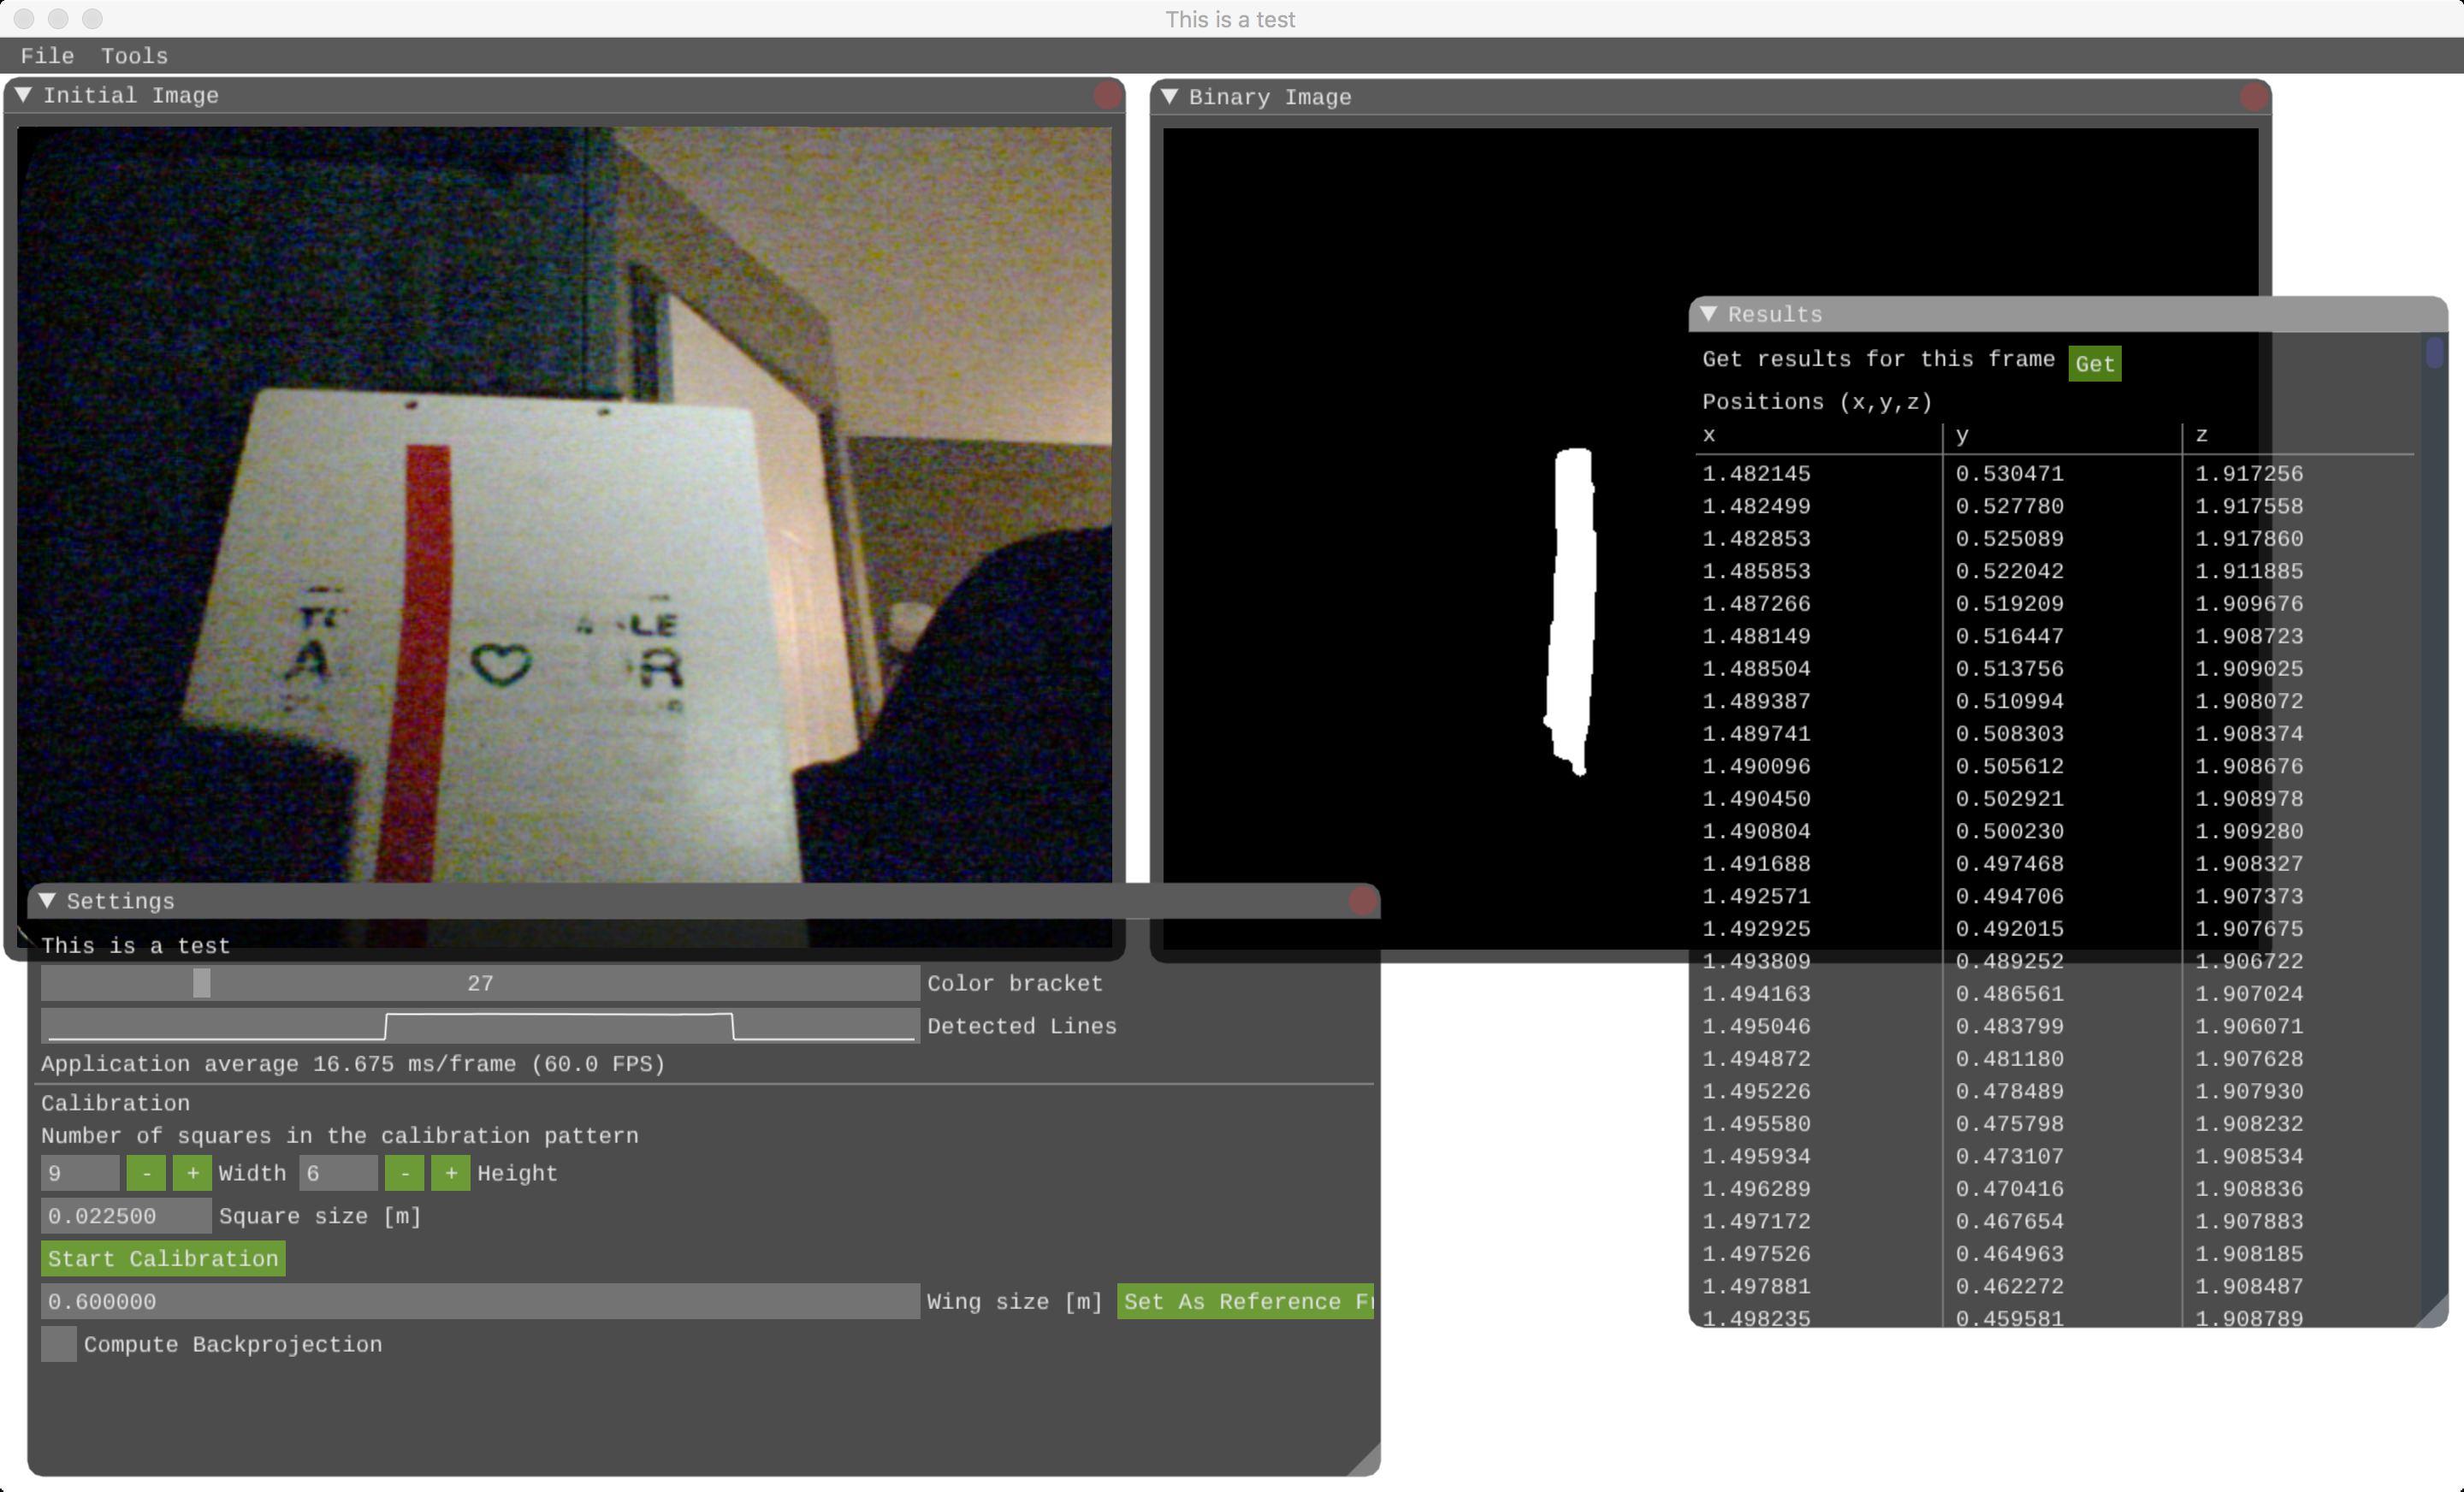 This is a test
File Tools
Initial Image
A
LE
R
Binary Image
Results
Get results for this frame Get
Positions (x,y,z)
x y z
1.482145 0.530471 1.917256
1.482499 0.527780 1.917558
1.482853 0.525089 1.917860
1.485853 0.522042 1.911885
1.487266 0.519209 1.909676
1.488149 0.516447 1.908723
1.488504 0.513756 1.909025
1.489387 0.510994 1.908072
1.489741 0.508303 1.908374
1.490096 0.505612 1.908676
1.490450 0.502921 1.908978
1.490804 0.500230 1.909280
1.491688 0.497468 1.908327
1.492571 0.494706 1.907373
1.492925 0.492015 1.907675
1.493809 0.489252 1.906722
1.494163 0.486561 1.907024
1.495046 0.483799 1.906071
1.494872 0.481180 1.907628
1.495226 0.478489 1.907930
1.495580 0.475798 1.908232
1.495934 0.473107 1.908534
1.496289 0.470416 1.908836
1.497172 0.467654 1.907883
1.497526 0.464963 1.908185
1.497881 0.462272 1.908487
1.498235 0.459581 1.908789
Settings
This is a test
27 Color bracket
Detected Lines
Application average 16.675 ms/frame (60.0 FPS)
Calibration
Number of squares in the calibration pattern
9 - + Width 6 - + Height
0.022500 Square size [m]
Start Calibration
0.600000 Wing size [m] Set As Reference Fr
Compute Backprojection